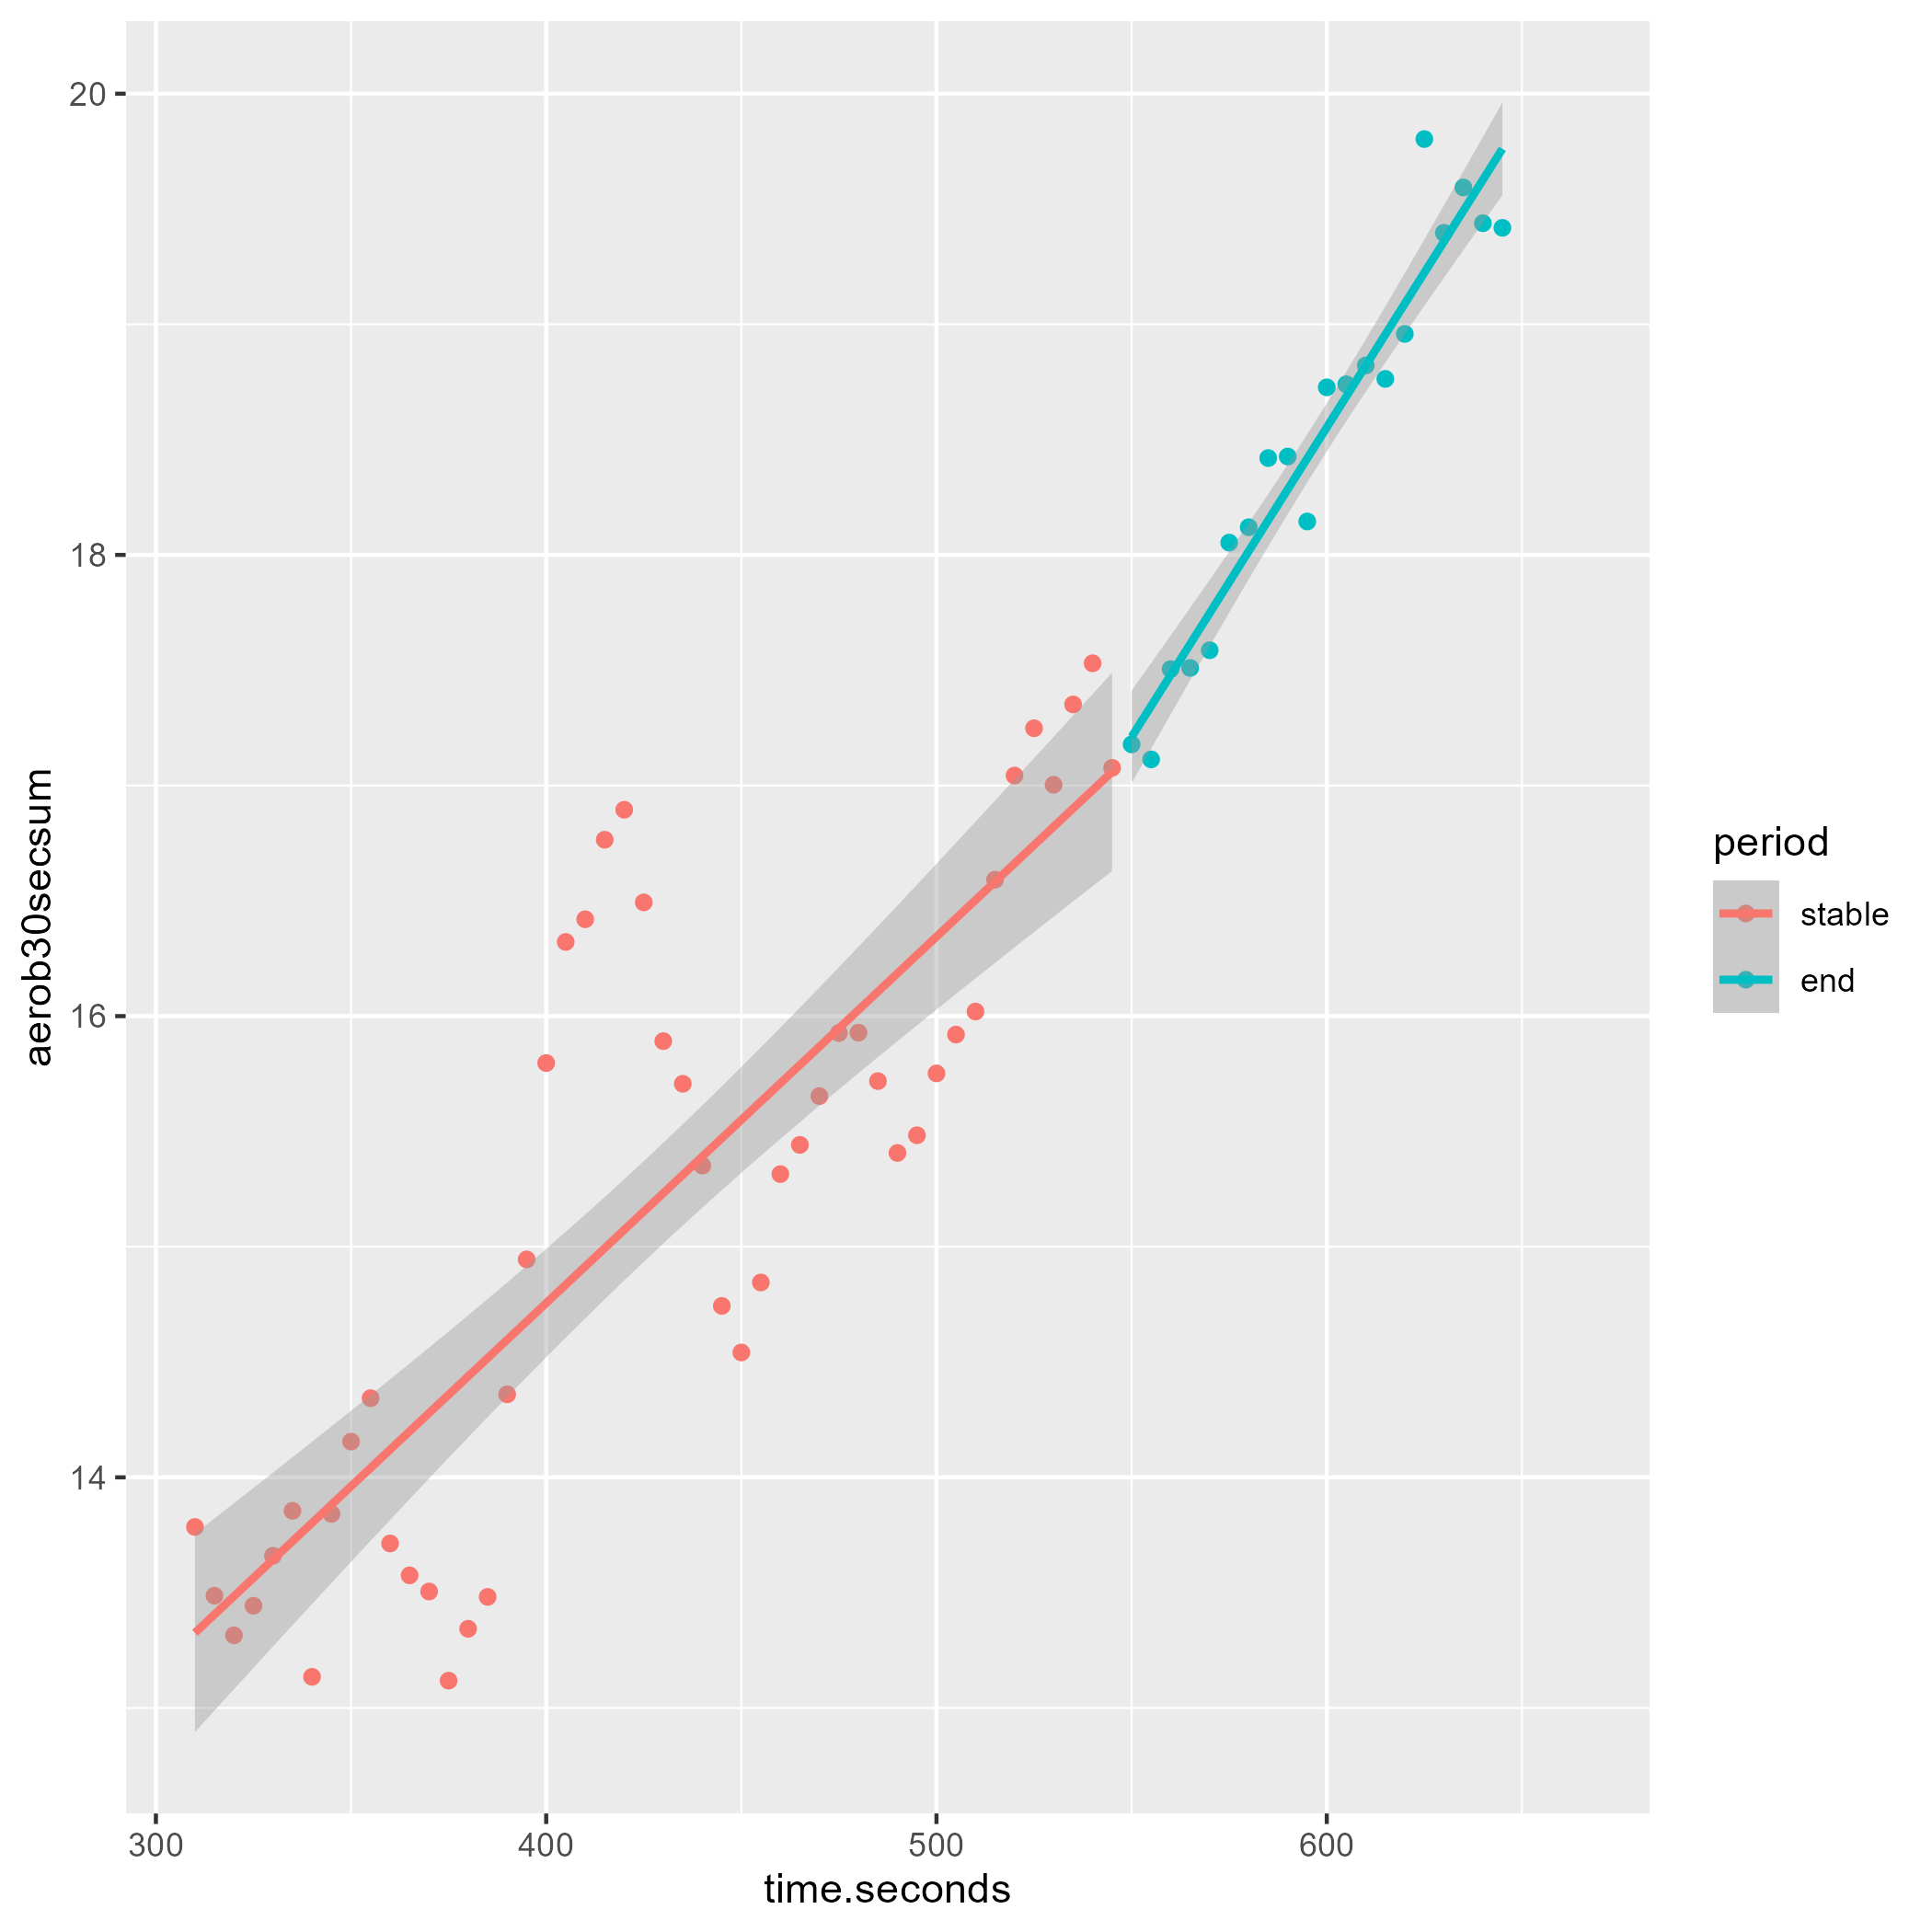 20
18
16
14
aerob30secsum
300 400 500 600
time.seconds
period
stable
end